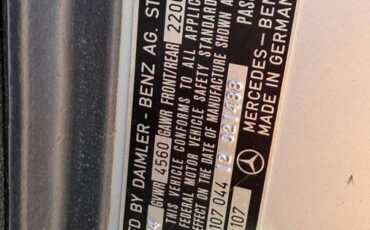 ED BY DAIMLER-BENZ AG. ST
4 GVWR 4560 GAWR FRONT/REAR 2200
THIS VEHICLE CONFORMS TO ALL APPLIC
FEDERAL MOTOR VEHICLE SAFETY STANDARD
EFFECT ON THE DATE OF MANUFACTURE SHOWN A
107 044 12 021488 PAS
107 MERCEDES-BEN
MADE IN GERMAN